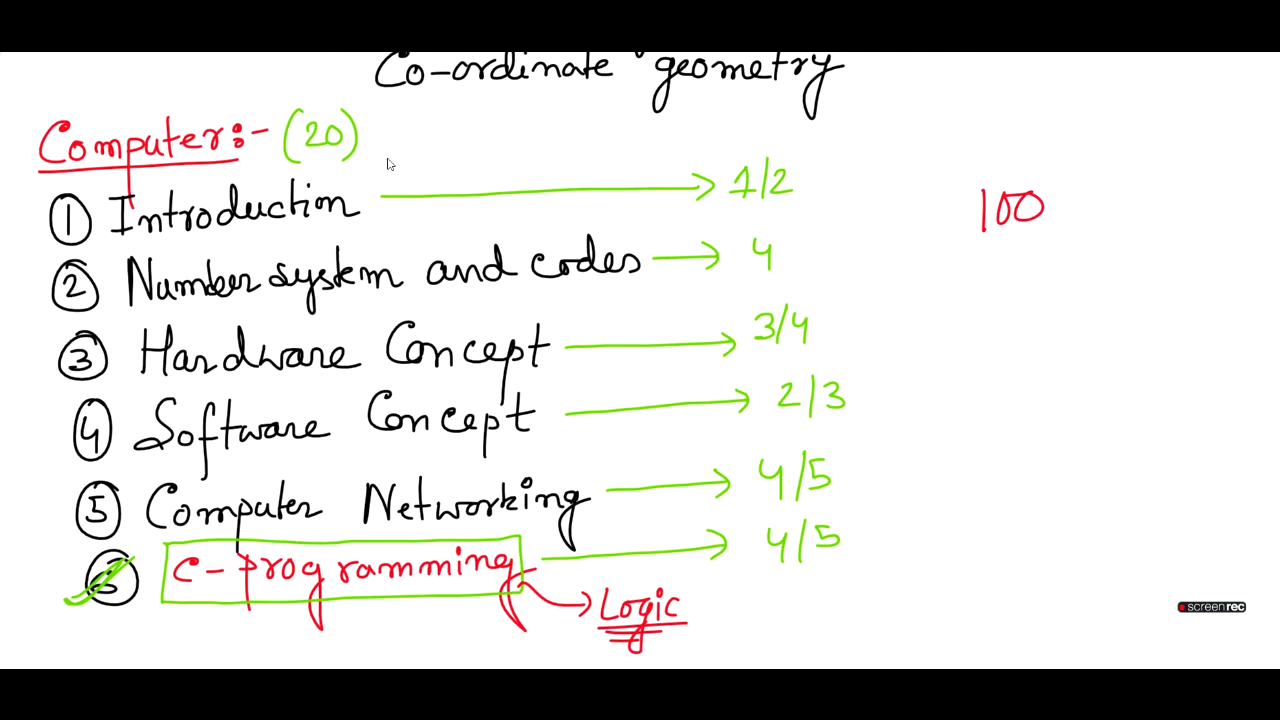 Co-ordinate geometry
Computer:- (20)
① Introduction → 1/2
100
② Number system and codes → 4
③ Hardware Concept → 3/4
④ Software Concept → 2/3
⑤ Computer Networking → 4/5
⑥ C-programming → 4/5
→ Logic
screenrec